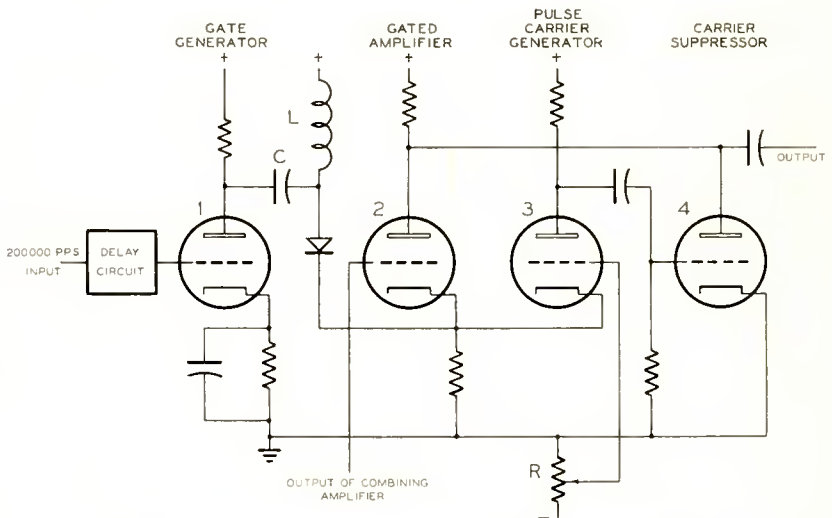 GATE
GENERATOR
+
+
GATED
AMPLIFIER
+
PULSE
CARRIER
GENERATOR
+
CARRIER
SUPPRESSOR
L
C
OUTPUT
1
2
3
4
200000 PPS
INPUT
DELAY
CIRCUIT
OUTPUT OF COMBINING
AMPLIFIER
R
−